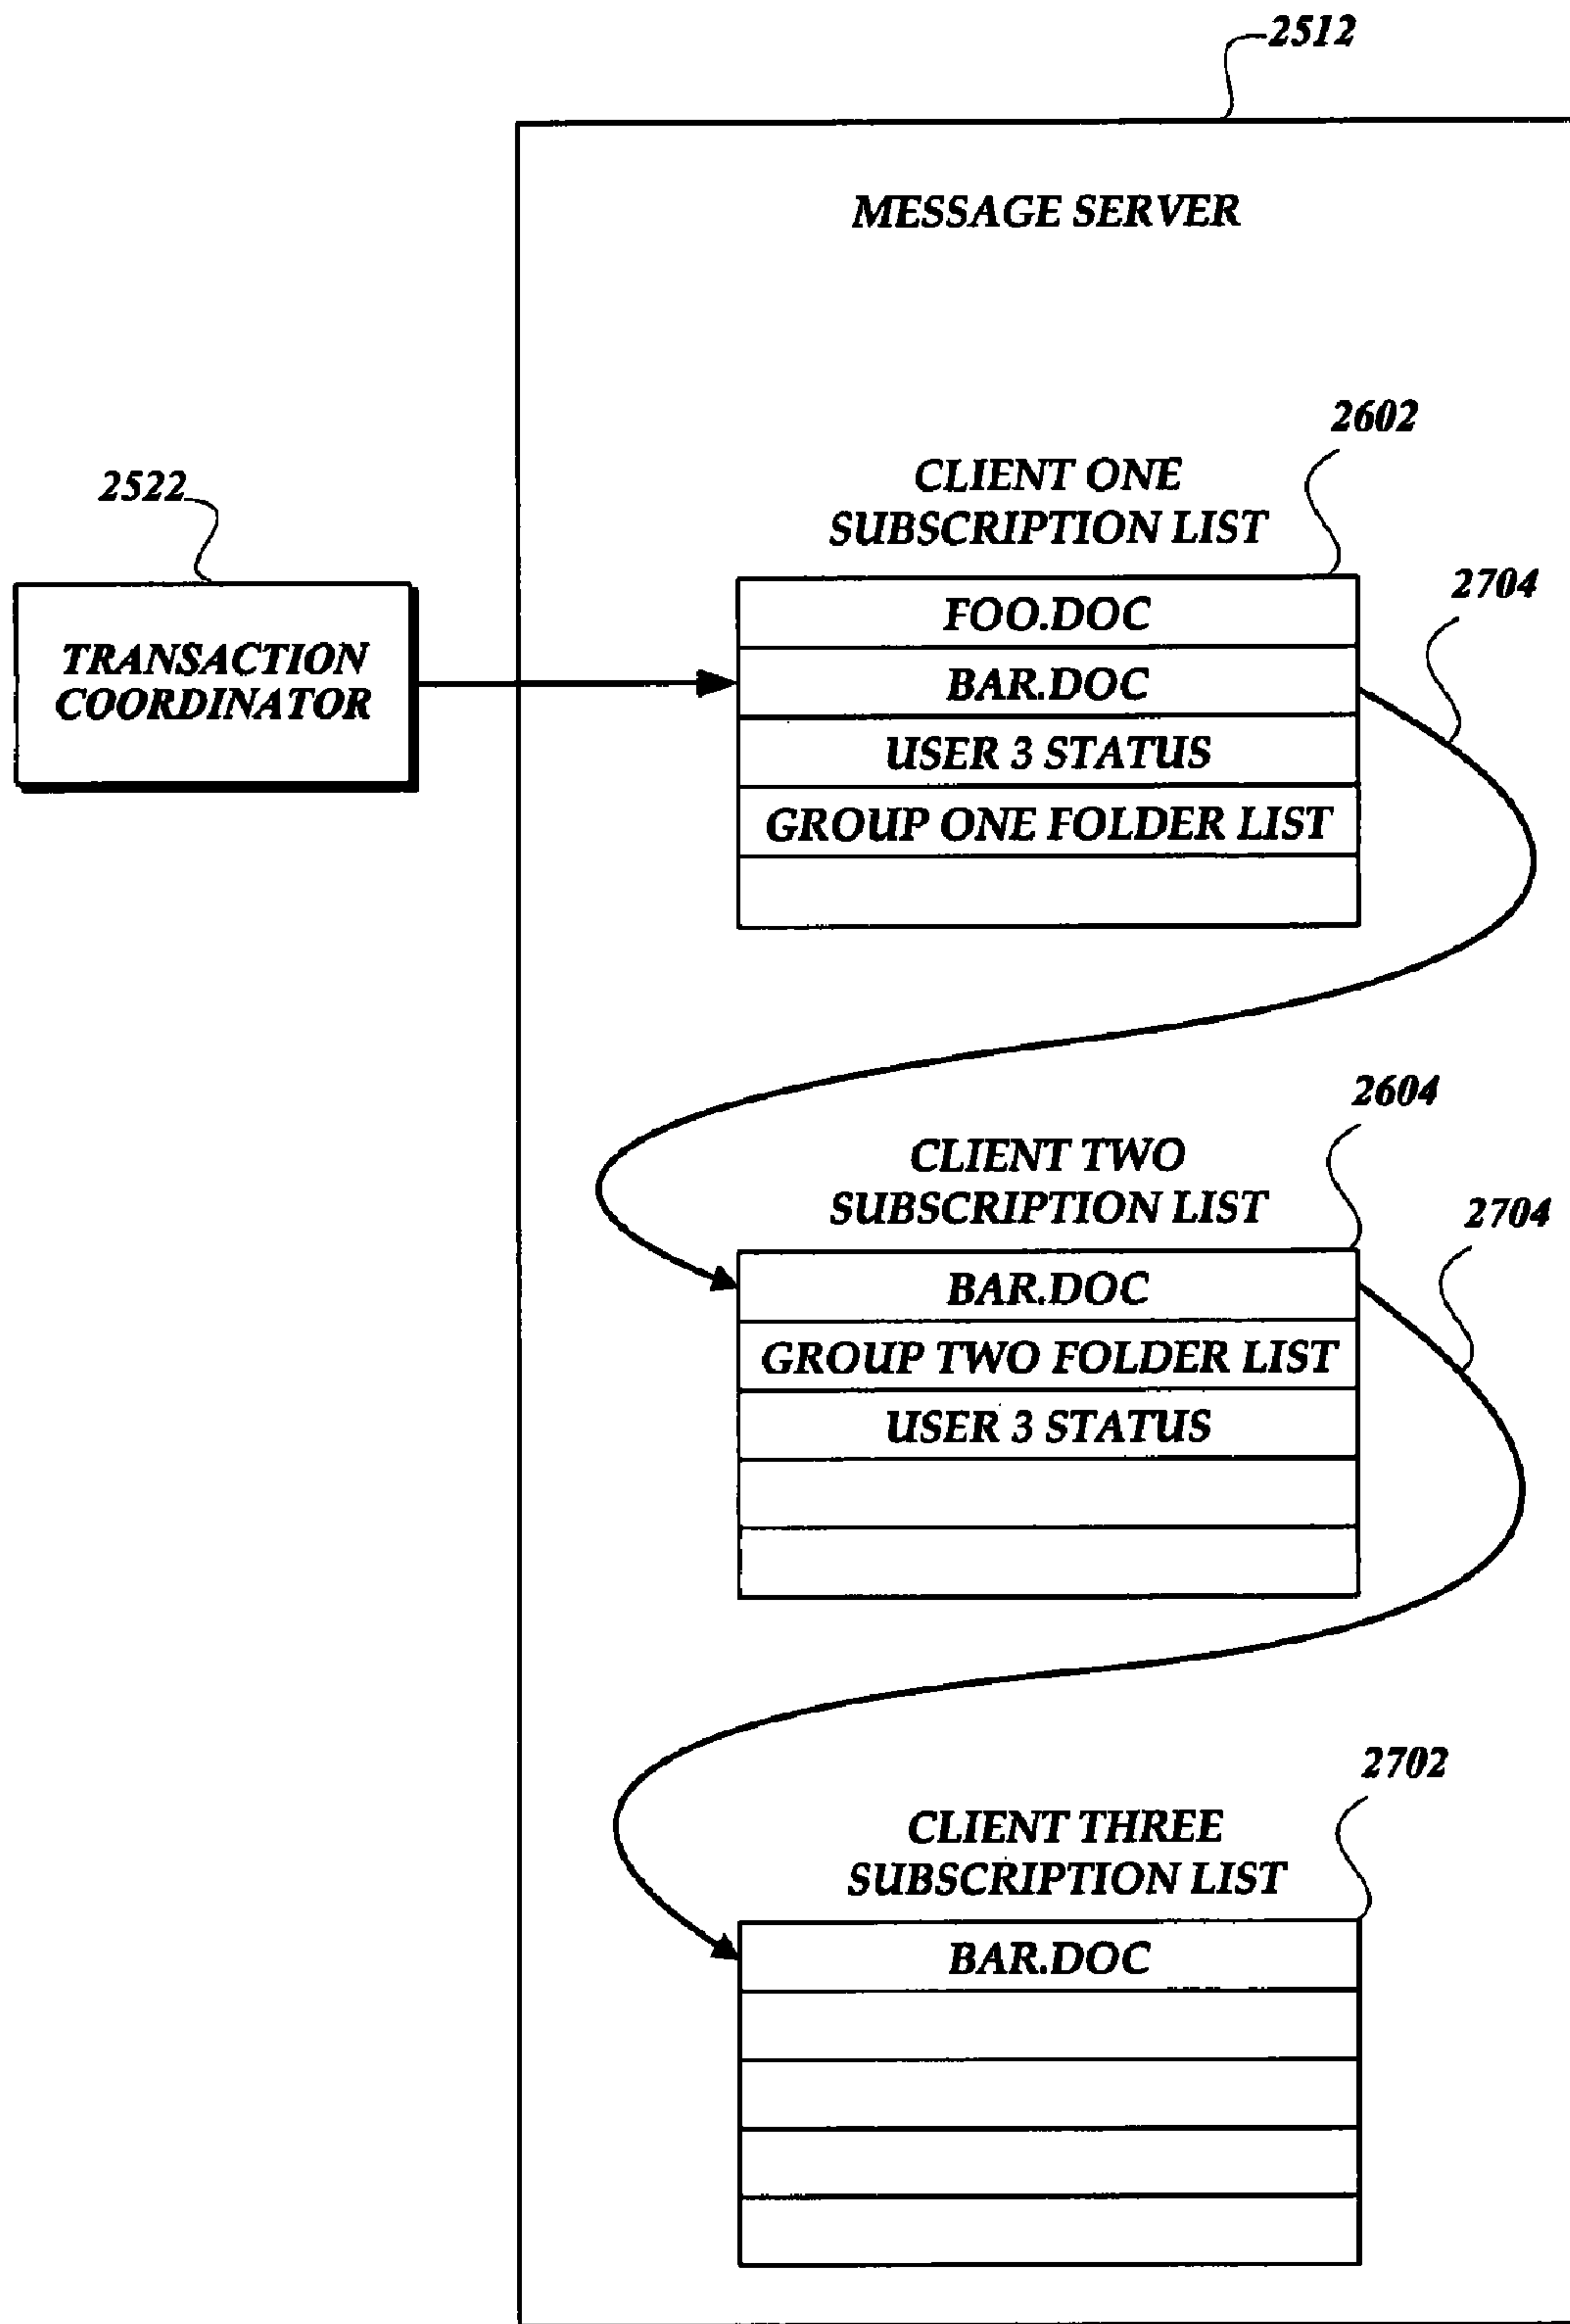 2512
MESSAGE SERVER
2602
CLIENT ONE
SUBSCRIPTION LIST
2522
2704
FOO.DOC
TRANSACTION
COORDINATOR
BAR.DOC
USER 3 STATUS
GROUP ONE FOLDER LIST
2604
CLIENT TWO
SUBSCRIPTION LIST
2704
BAR.DOC
GROUP TWO FOLDER LIST
USER 3 STATUS
2702
CLIENT THREE
SUBSCRIPTION LIST
BAR.DOC